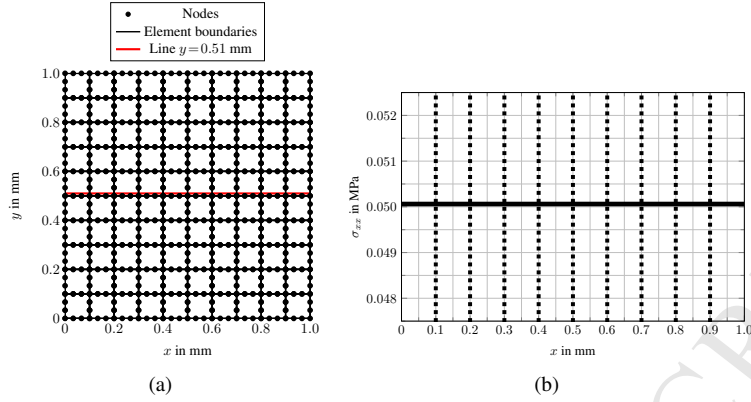 Nodes
Element boundaries
Line y = 0.51 mm
1.0
0.8
0.6
0.4
0.2
0
y in mm
0 0.2 0.4 0.6 0.8 1.0
x in mm
(a)
0.052
0.051
0.050
0.049
0.048
σxx in MPa
0 0.1 0.2 0.3 0.4 0.5 0.6 0.7 0.8 0.9 1.0
x in mm
(b)